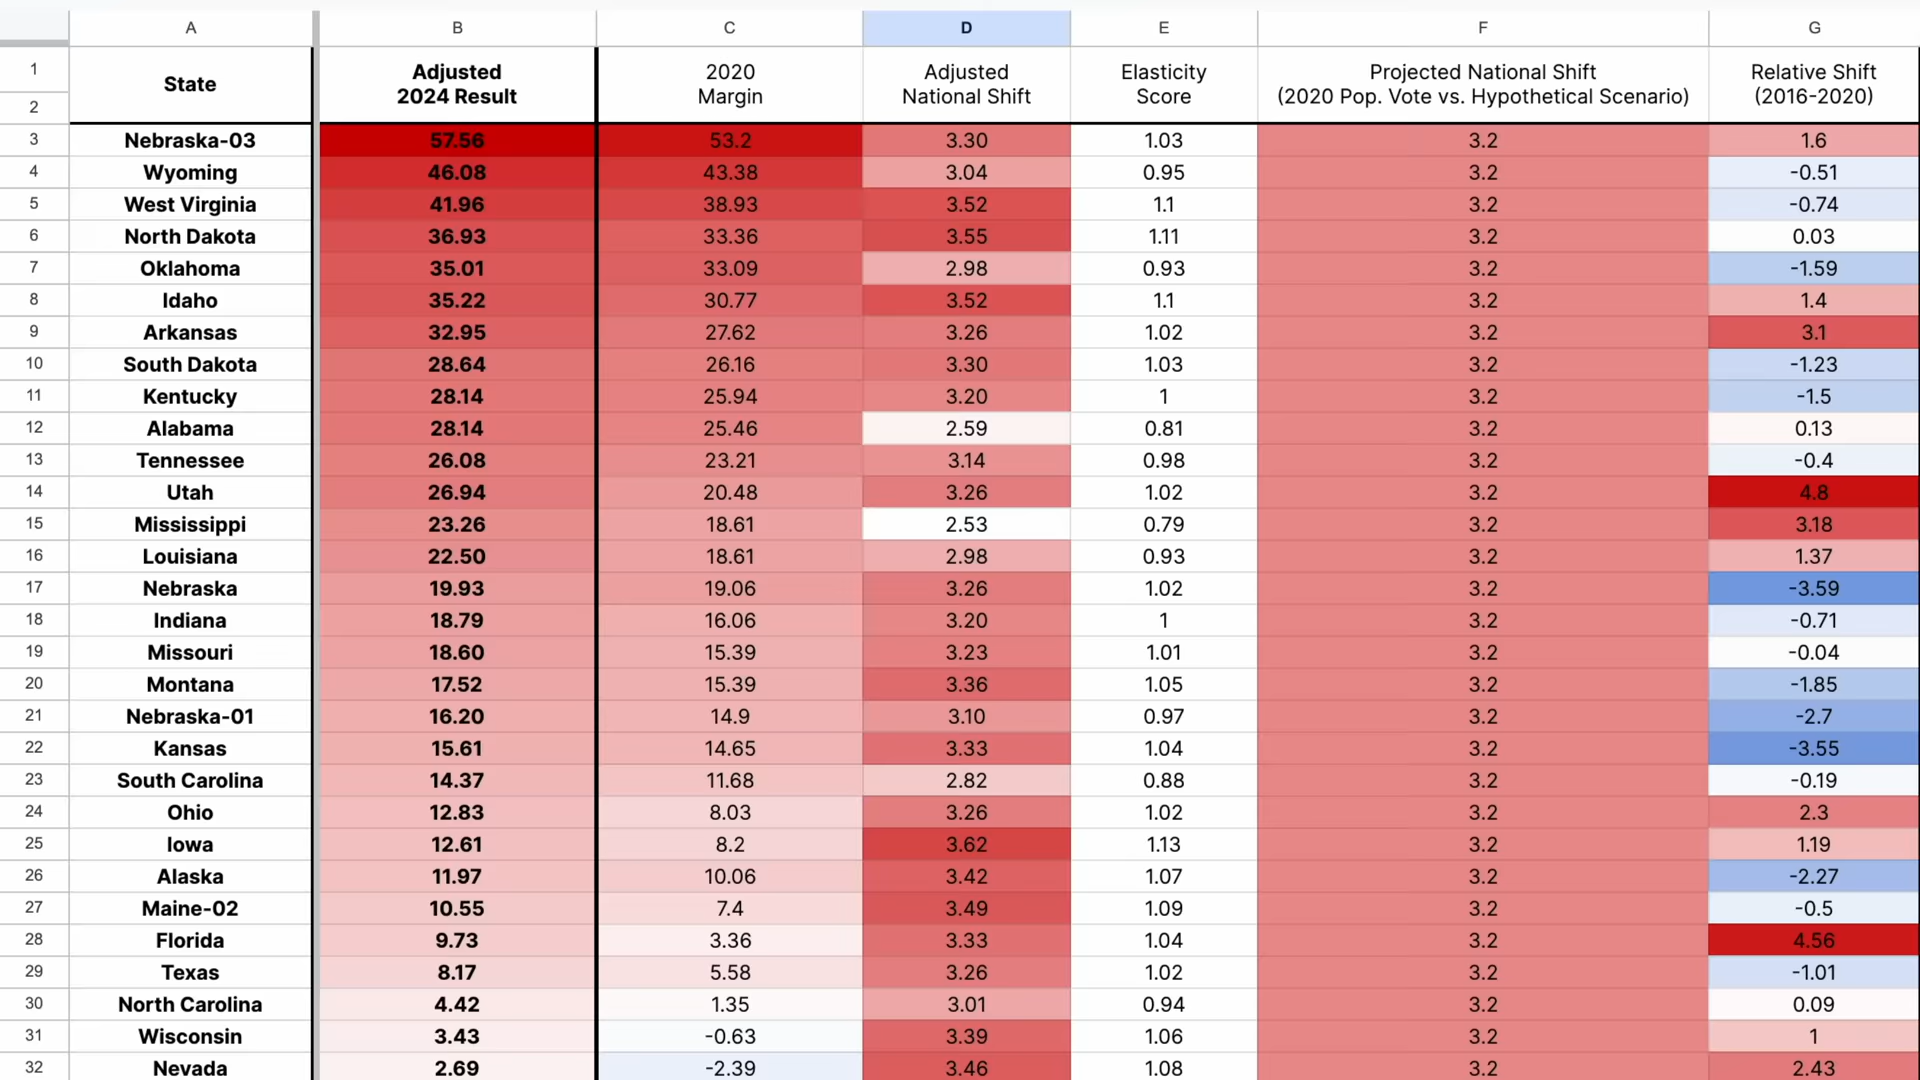 A B C D E F G
1 State Adjusted 2020 Adjusted Elasticity Projected National Shift Relative Shift
2 2024 Result Margin National Shift Score (2020 Pop. Vote vs. Hypothetical Scenario) (2016-2020)
3 Nebraska-03 57.56 53.2 3.30 1.03 3.2 1.6
4 Wyoming 46.08 43.38 3.04 0.95 3.2 -0.51
5 West Virginia 41.96 38.93 3.52 1.1 3.2 -0.74
6 North Dakota 36.93 33.36 3.55 1.11 3.2 0.03
7 Oklahoma 35.01 33.09 2.98 0.93 3.2 -1.59
8 Idaho 35.22 30.77 3.52 1.1 3.2 1.4
9 Arkansas 32.95 27.62 3.26 1.02 3.2 3.1
10 South Dakota 28.64 26.16 3.30 1.03 3.2 -1.23
11 Kentucky 28.14 25.94 3.20 1 3.2 -1.5
12 Alabama 28.14 25.46 2.59 0.81 3.2 0.13
13 Tennessee 26.08 23.21 3.14 0.98 3.2 -0.4
14 Utah 26.94 20.48 3.26 1.02 3.2 4.8
15 Mississippi 23.26 18.61 2.53 0.79 3.2 3.18
16 Louisiana 22.50 18.61 2.98 0.93 3.2 1.37
17 Nebraska 19.93 19.06 3.26 1.02 3.2 -3.59
18 Indiana 18.79 16.06 3.20 1 3.2 -0.71
19 Missouri 18.60 15.39 3.23 1.01 3.2 -0.04
20 Montana 17.52 15.39 3.36 1.05 3.2 -1.85
21 Nebraska-01 16.20 14.9 3.10 0.97 3.2 -2.7
22 Kansas 15.61 14.65 3.33 1.04 3.2 -3.55
23 South Carolina 14.37 11.68 2.82 0.88 3.2 -0.19
24 Ohio 12.83 8.03 3.26 1.02 3.2 2.3
25 Iowa 12.61 8.2 3.62 1.13 3.2 1.19
26 Alaska 11.97 10.06 3.42 1.07 3.2 -2.27
27 Maine-02 10.55 7.4 3.49 1.09 3.2 -0.5
28 Florida 9.73 3.36 3.33 1.04 3.2 4.56
29 Texas 8.17 5.58 3.26 1.02 3.2 -1.01
30 North Carolina 4.42 1.35 3.01 0.94 3.2 0.09
31 Wisconsin 3.43 -0.63 3.39 1.06 3.2 1
32 Nevada 2.69 -2.39 3.46 1.08 3.2 2.43